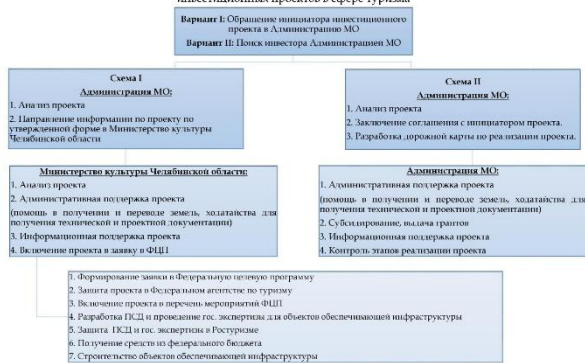 инвестиционных проектов в сфере туризма
Вариант I: Обращение инициатора инвестиционного
проекта в Администрацию МО
Вариант II: Поиск инвестора Администрацией МО
Схема I
Администрация МО:
1. Анализ проекта
2. Направление информации по проекту по
утвержденной форме в Министерство культуры
Челябинской области
Схема II
Администрация МО:
1. Анализ проекта
2. Заключение соглашения с инициатором проекта.
3. Разработка дорожной карты по реализации проекта.
Министерство культуры Челябинской области:
1. Анализ проекта
2. Административная поддержка проекта
(помощь в получении и переводе земель, ходатайства для
получения технической и проектной документации)
3. Информационная поддержка проекта
4. Включение проекта в заявку в ФЦП
Администрация МО:
1. Административная поддержка проекта
(помощь в получении и переводе земель, ходатайства для
получения технической и проектной документации)
2. Субсидирование, выдача грантов
3. Информационная поддержка проекта
4. Контроль этапов реализации проекта
1. Формирование заявки в Федеральную целевую программу
2. Защита проекта в Федеральном агентстве по туризму
3. Включение проекта в перечень мероприятий ФЦП
4. Разработка ПСД и проведение гос. экспертизы для объектов обеспечивающей инфраструктуры
5. Защита ПСД и гос. экспертизы в Ростуризме
6. Получение средств из федерального бюджета
7. Строительство объектов обеспечивающей инфраструктуры